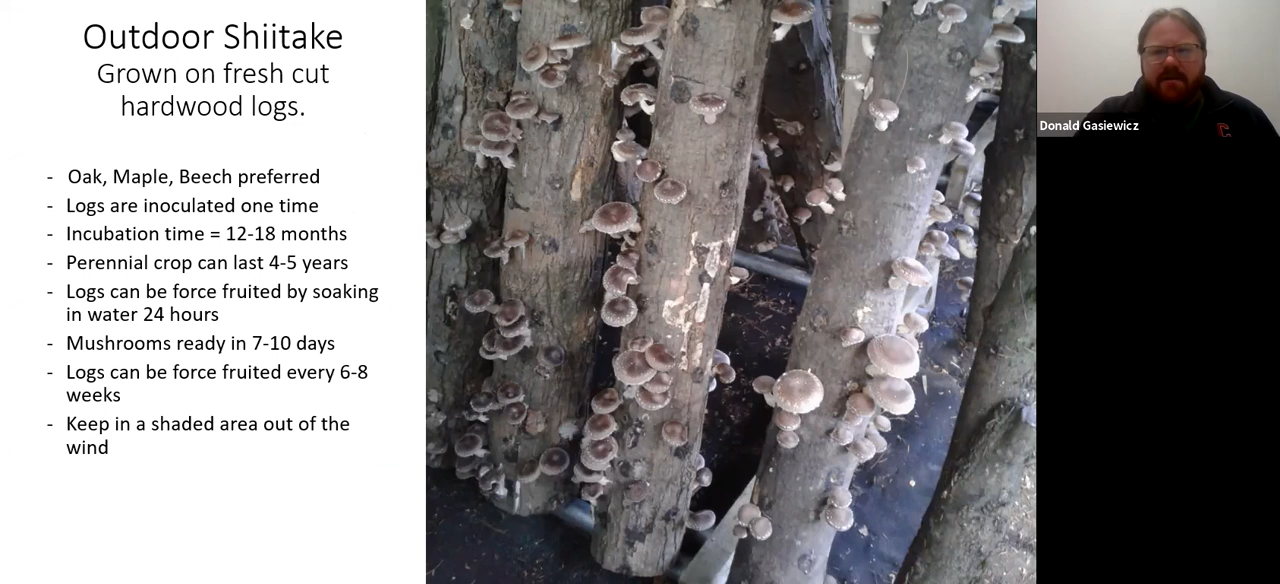 Outdoor Shiitake
Grown on fresh cut
hardwood logs.
- Oak, Maple, Beech preferred
- Logs are inoculated one time
- Incubation time = 12-18 months
- Perennial crop can last 4-5 years
- Logs can be force fruited by soaking
in water 24 hours
- Mushrooms ready in 7-10 days
- Logs can be force fruited every 6-8
weeks
- Keep in a shaded area out of the
wind
Donald Gasiewicz
C